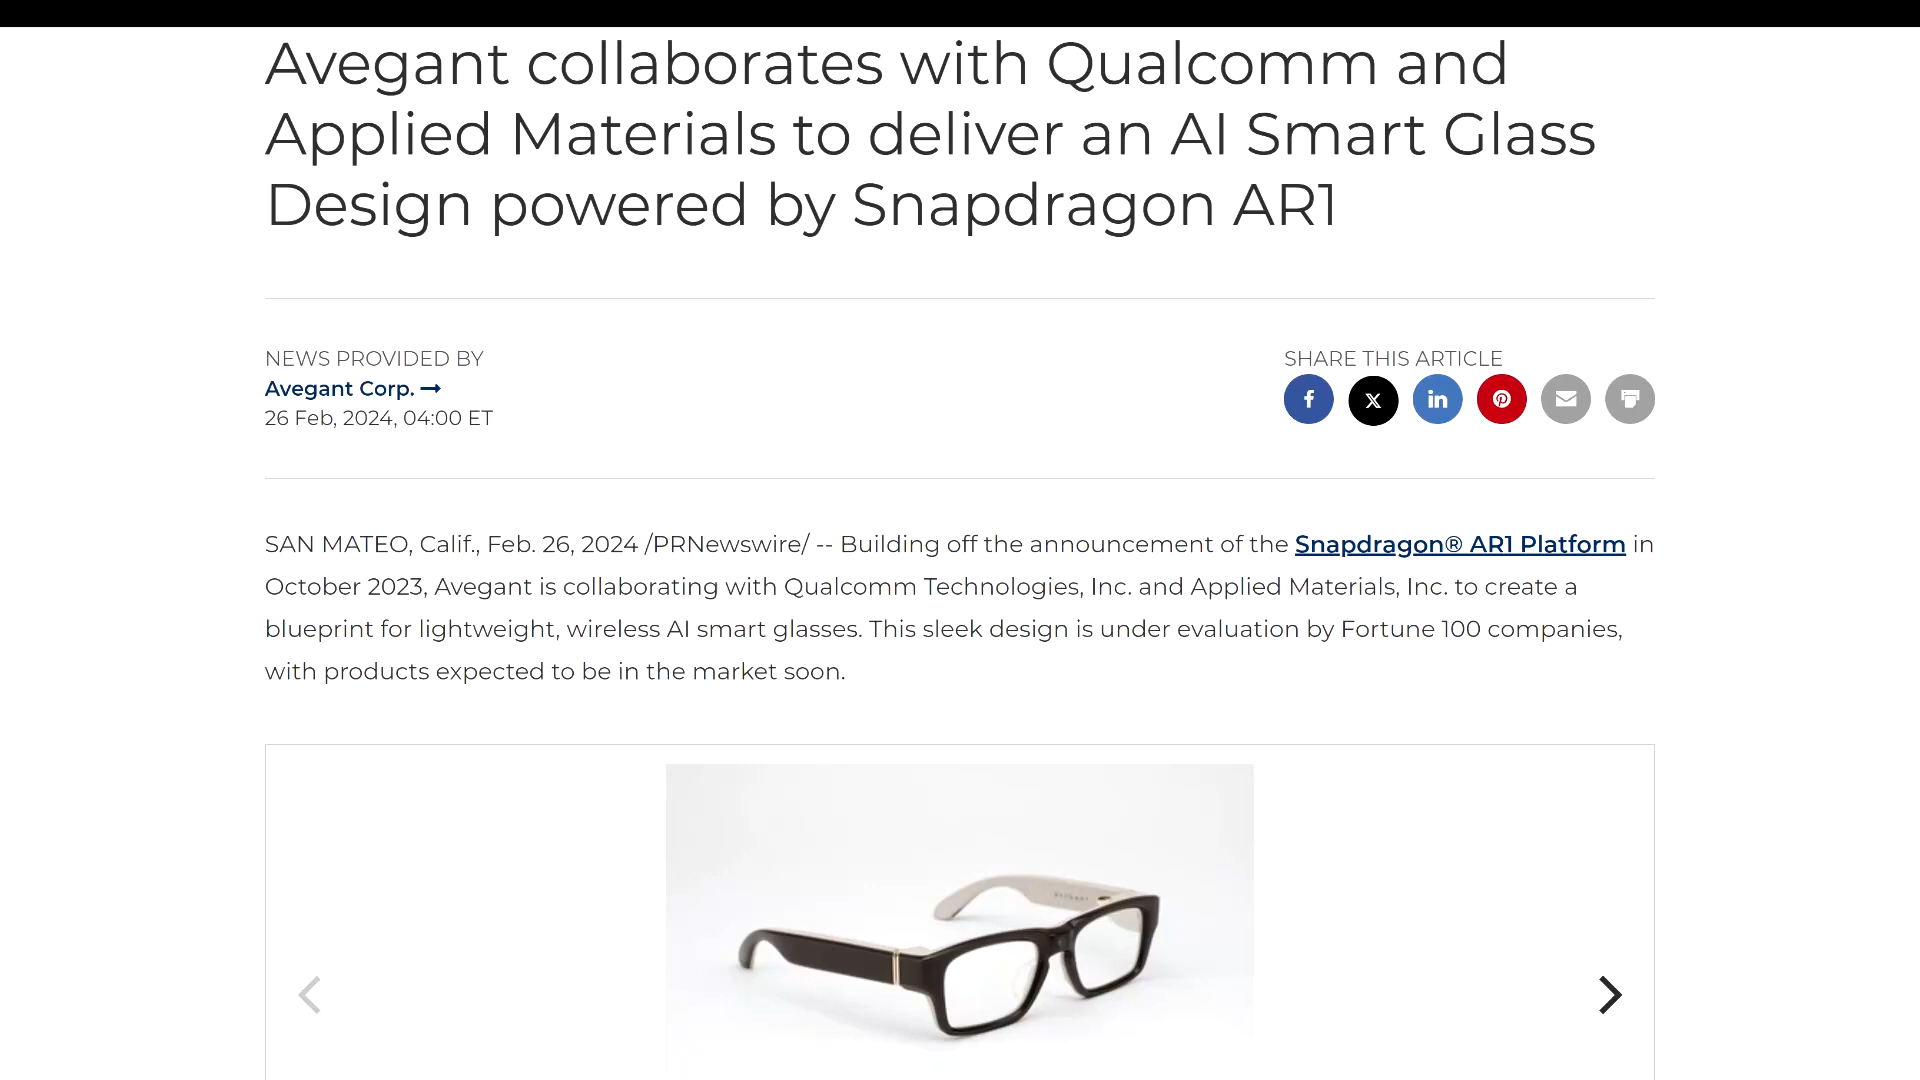 Avegant collaborates with Qualcomm and
Applied Materials to deliver an AI Smart Glass
Design powered by Snapdragon AR1
NEWS PROVIDED BY
Avegant Corp.
26 Feb, 2024, 04:00 ET
SHARE THIS ARTICLE
SAN MATEO, Calif., Feb. 26, 2024 /PRNewswire/ -- Building off the announcement of the Snapdragon® AR1 Platform in
October 2023, Avegant is collaborating with Qualcomm Technologies, Inc. and Applied Materials, Inc. to create a
blueprint for lightweight, wireless AI smart glasses. This sleek design is under evaluation by Fortune 100 companies,
with products expected to be in the market soon.